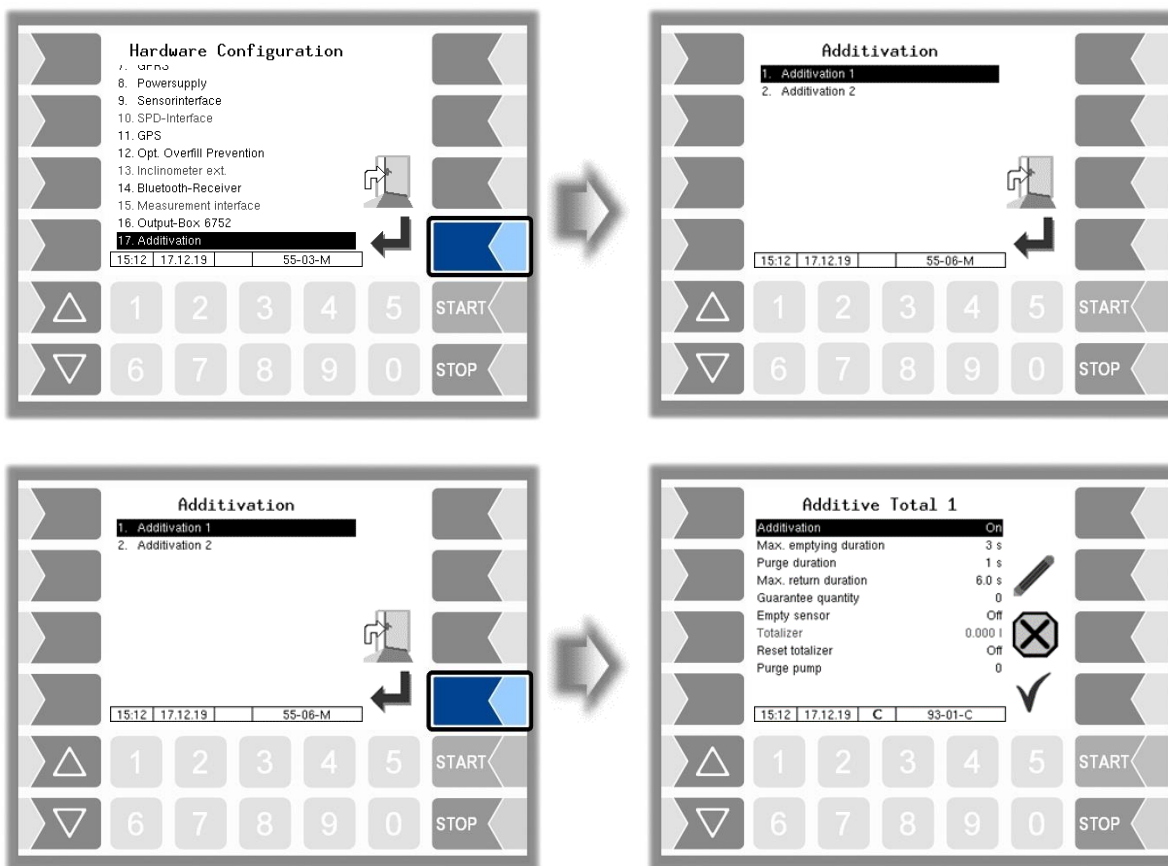 Hardware Configuration
7. GPRS
8. Powersupply
9. Sensorinterface
10. SPD-Interface
11. GPS
12. Opt. Overfill Prevention
13. Inclinometer ext.
14. Bluetooth-Receiver
15. Measurement interface
16. Output-Box 6752
17. Additivation
15:12 17.12.19 55-03-M
1 2 3 4 5 START
6 7 8 9 0 STOP
Additivation
1. Additivation 1
2. Additivation 2
15:12 17.12.19 55-06-M
1 2 3 4 5 START
6 7 8 9 0 STOP
Additivation
1. Additivation 1
2. Additivation 2
15:12 17.12.19 55-06-M
1 2 3 4 5 START
6 7 8 9 0 STOP
Additive Total 1
Additivation On
Max. emptying duration 3 s
Purge duration 1 s
Max. return duration 6.0 s
Guarantee quantity 0
Empty sensor Off
Totalizer 0.000 l
Reset totalizer Off
Purge pump 0
15:12 17.12.19 C 93-01-C
1 2 3 4 5 START
6 7 8 9 0 STOP